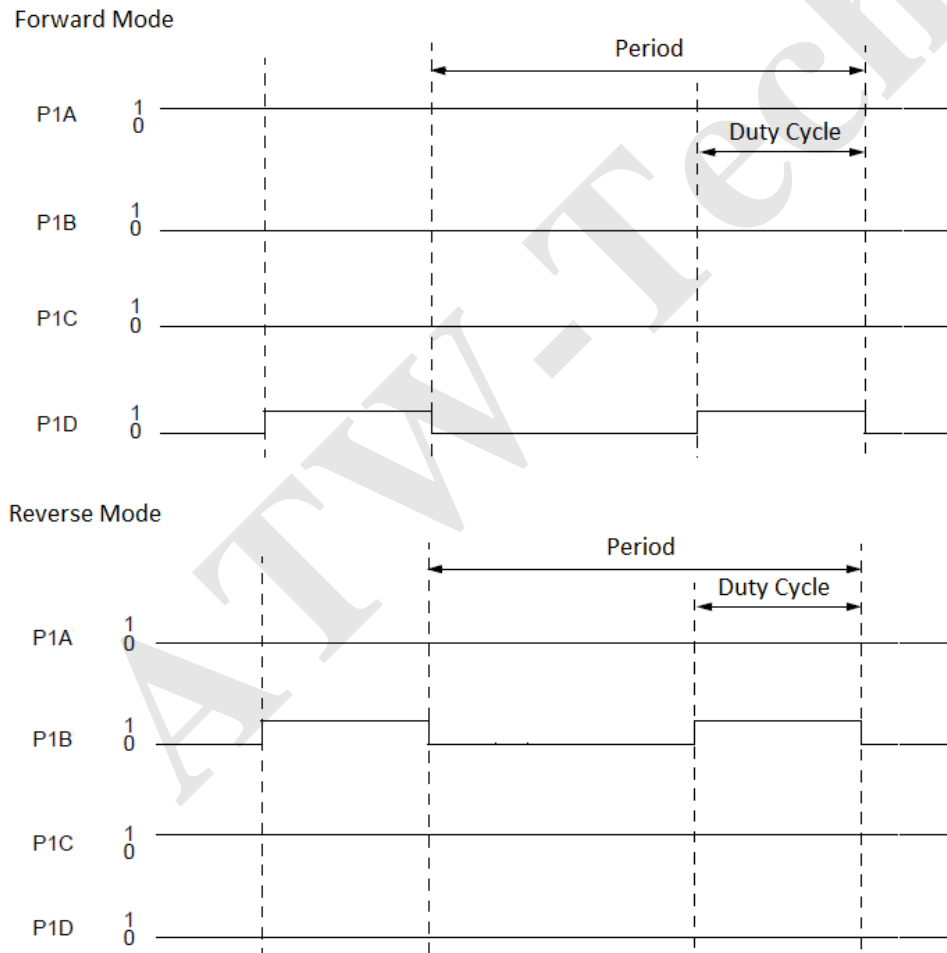 Forward Mode
Period
P1A 1 0
Duty Cycle
P1B 1 0
P1C 1 0
P1D 1 0
Reverse Mode
Period
Duty Cycle
P1A 1 0
P1B 1 0
P1C 1 0
P1D 1 0
ATW-Tech